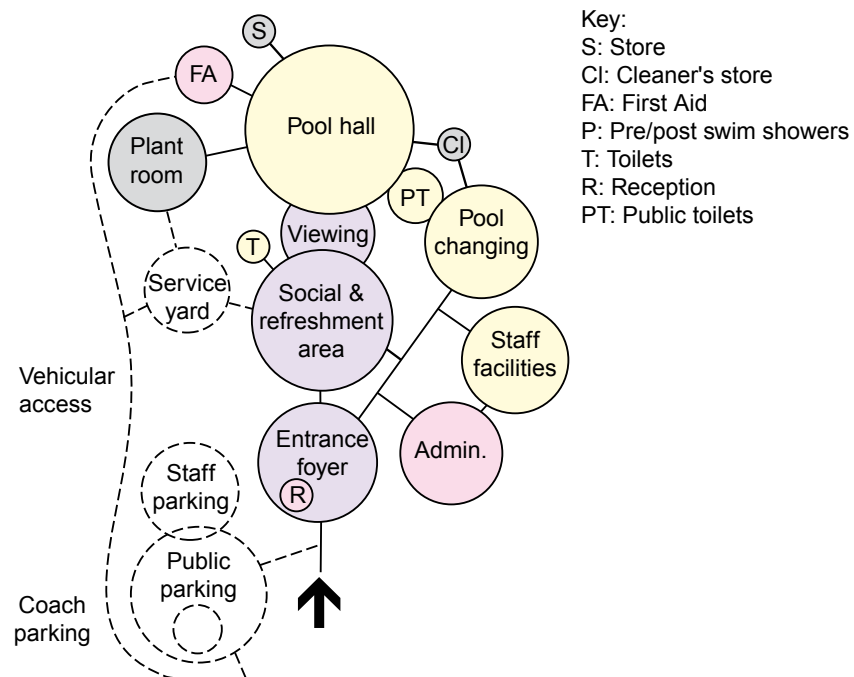 S
FA
Pool hall
Plant
room
Cl
PT
Pool
changing
Viewing
T
Service
yard
Social &
refreshment
area
Staff
facilities
Vehicular
access
Entrance
foyer
R
Admin.
Staff
parking
Public
parking
Coach
parking
Key:
S: Store
Cl: Cleaner's store
FA: First Aid
P: Pre/post swim showers
T: Toilets
R: Reception
PT: Public toilets